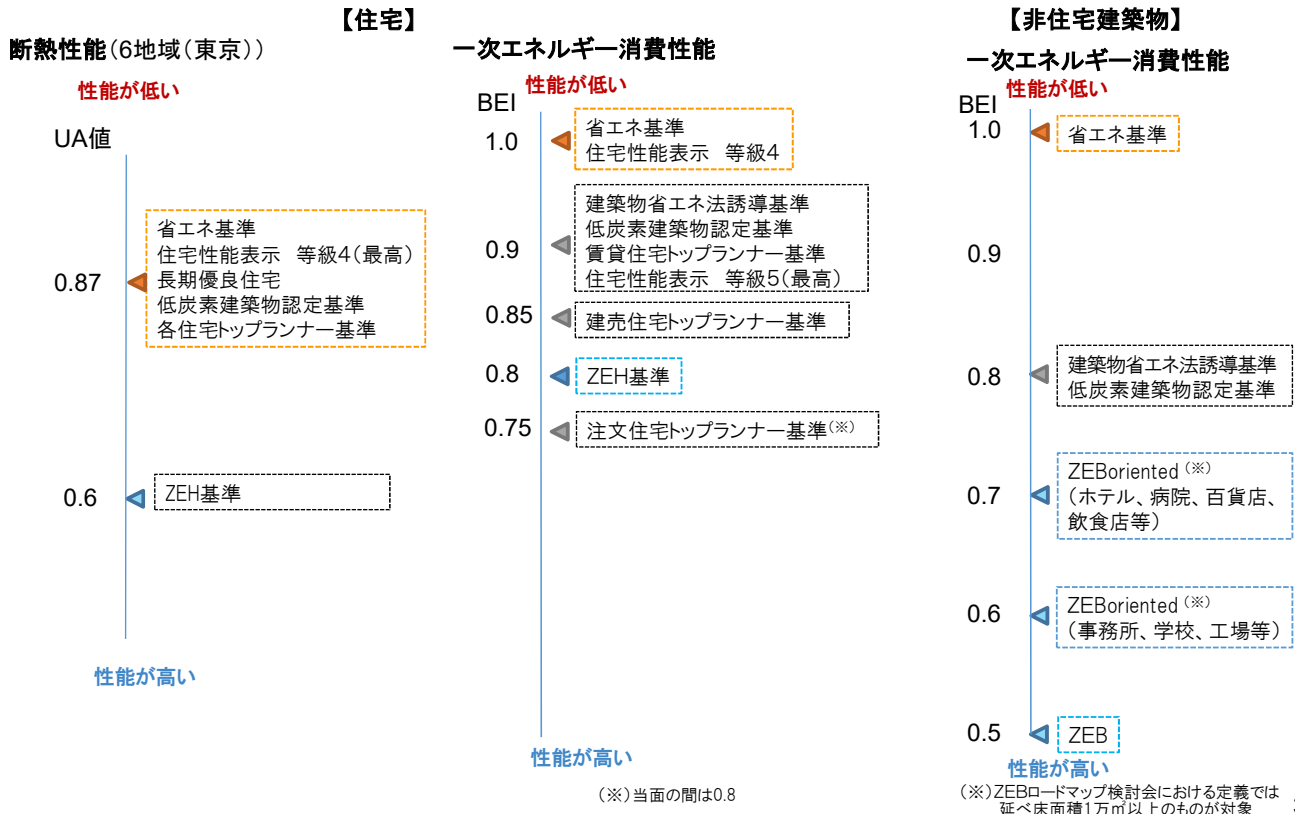 【住宅】
断熱性能(6地域(東京))
性能が低い
UA値
0.87
省エネ基準
住宅性能表示 等級4(最高)
長期優良住宅
低炭素建築物認定基準
各住宅トップランナー基準
0.6
ZEH基準
性能が高い
一次エネルギー消費性能
性能が低い
BEI
1.0
省エネ基準
住宅性能表示 等級4
0.9
建築物省エネ法誘導基準
低炭素建築物認定基準
賃貸住宅トップランナー基準
住宅性能表示 等級5(最高)
0.85
建売住宅トップランナー基準
0.8
ZEH基準
0.75
注文住宅トップランナー基準(※)
性能が高い
(※)当面の間は0.8
【非住宅建築物】
一次エネルギー消費性能
性能が低い
BEI
1.0
省エネ基準
0.9
0.8
建築物省エネ法誘導基準
低炭素建築物認定基準
0.7
ZEBoriented(※)
(ホテル、病院、百貨店、
飲食店等)
0.6
ZEBoriented(※)
(事務所、学校、工場等)
0.5
ZEB
性能が高い
(※)ZEBロードマップ検討会における定義では
延べ床面積1万㎡以上のものが対象